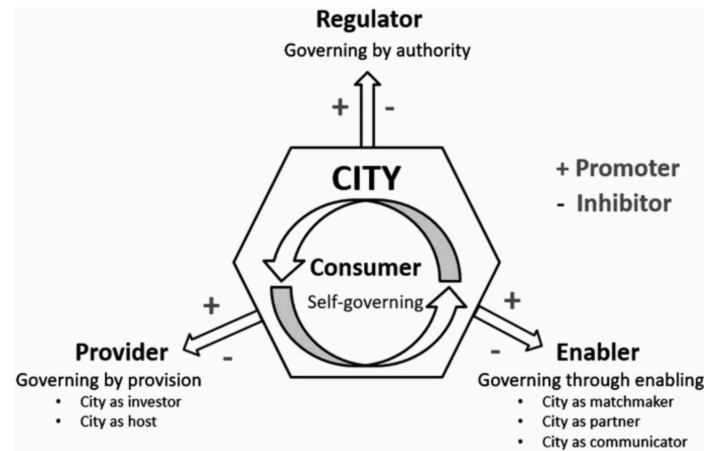 Regulator
Governing by authority
+ -
CITY
+ Promoter
- Inhibitor
Consumer
Self-governing
+
-
Provider
Governing by provision
• City as investor
• City as host
+
-
Enabler
Governing through enabling
• City as matchmaker
• City as partner
• City as communicator